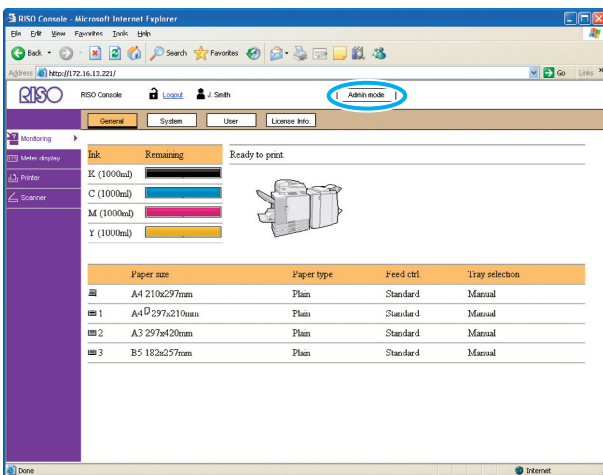 RISO Console - Microsoft Internet Explorer
File Edit View Favorites Tools Help
Back Search Favorites
Address http://172.16.13.221/ Go Links »
RISO RISO Console Logout J. Smith Admin mode
General System User License Info.
Monitoring
Meter display
Printer
Scanner
Ink Remaining Ready to print.
K (1000ml)
C (1000ml)
M (1000ml)
Y (1000ml)
Paper size Paper type Feed ctrl. Tray selection
A4 210x297mm Plain Standard Manual
1 A4 297x210mm Plain Standard Manual
2 A3 297x420mm Plain Standard Manual
3 B5 182x257mm Plain Standard Manual
Done Internet